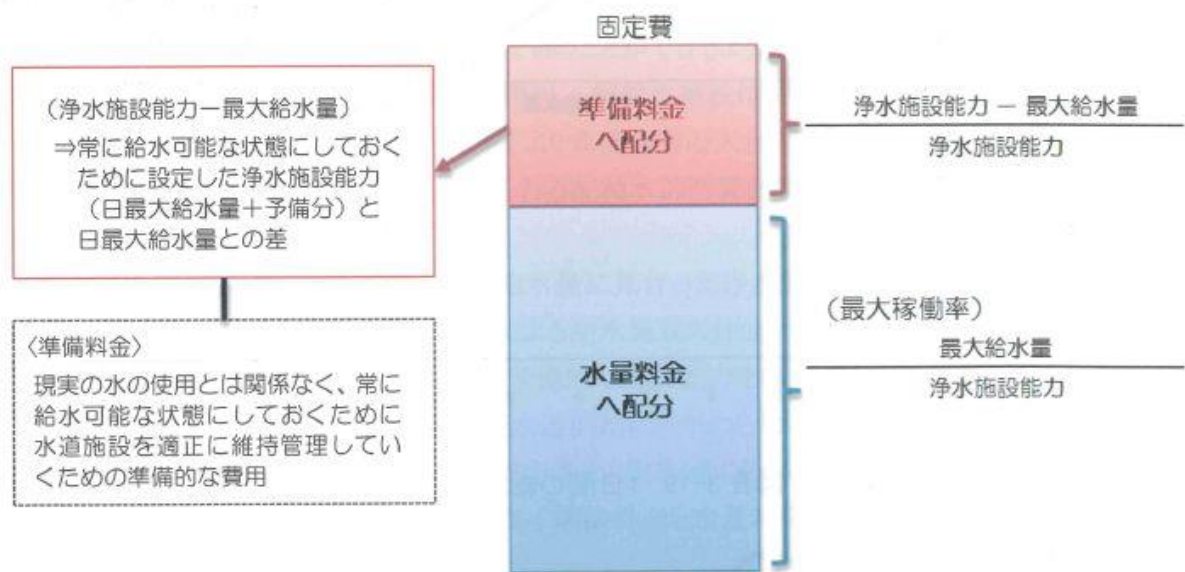 固定費
(浄水施設能力ー最大給水量)
⇒常に給水可能な状態にしておく
ために設定した浄水施設能力
(日最大給水量+予備分)と
日最大給水量との差
準備料金
へ配分
浄水施設能力 － 最大給水量
浄水施設能力
〈準備料金〉
現実の水の使用とは関係なく、常に
給水可能な状態にしておくために
水道施設を適正に維持管理してい
くための準備的な費用
水量料金
へ配分
(最大稼働率)
最大給水量
浄水施設能力